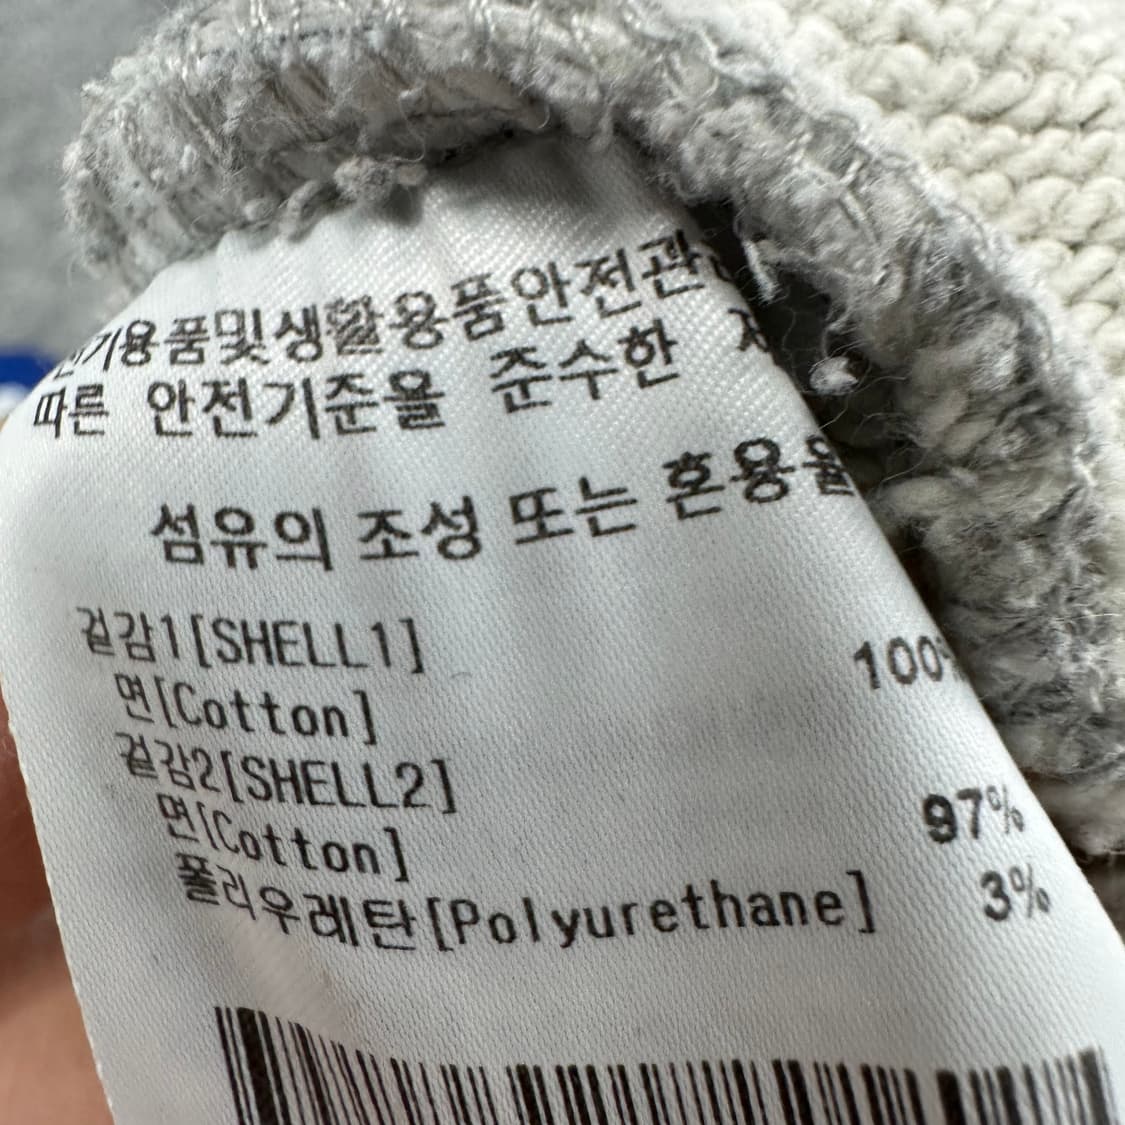 전기용품및생활용품안전관
따른 안전기준을 준수한
섬유의 조성 또는 혼용율
겉감1[SHELL1]
면[Cotton] 100%
겉감2[SHELL2]
면[Cotton] 97%
폴리우레탄[Polyurethane] 3%